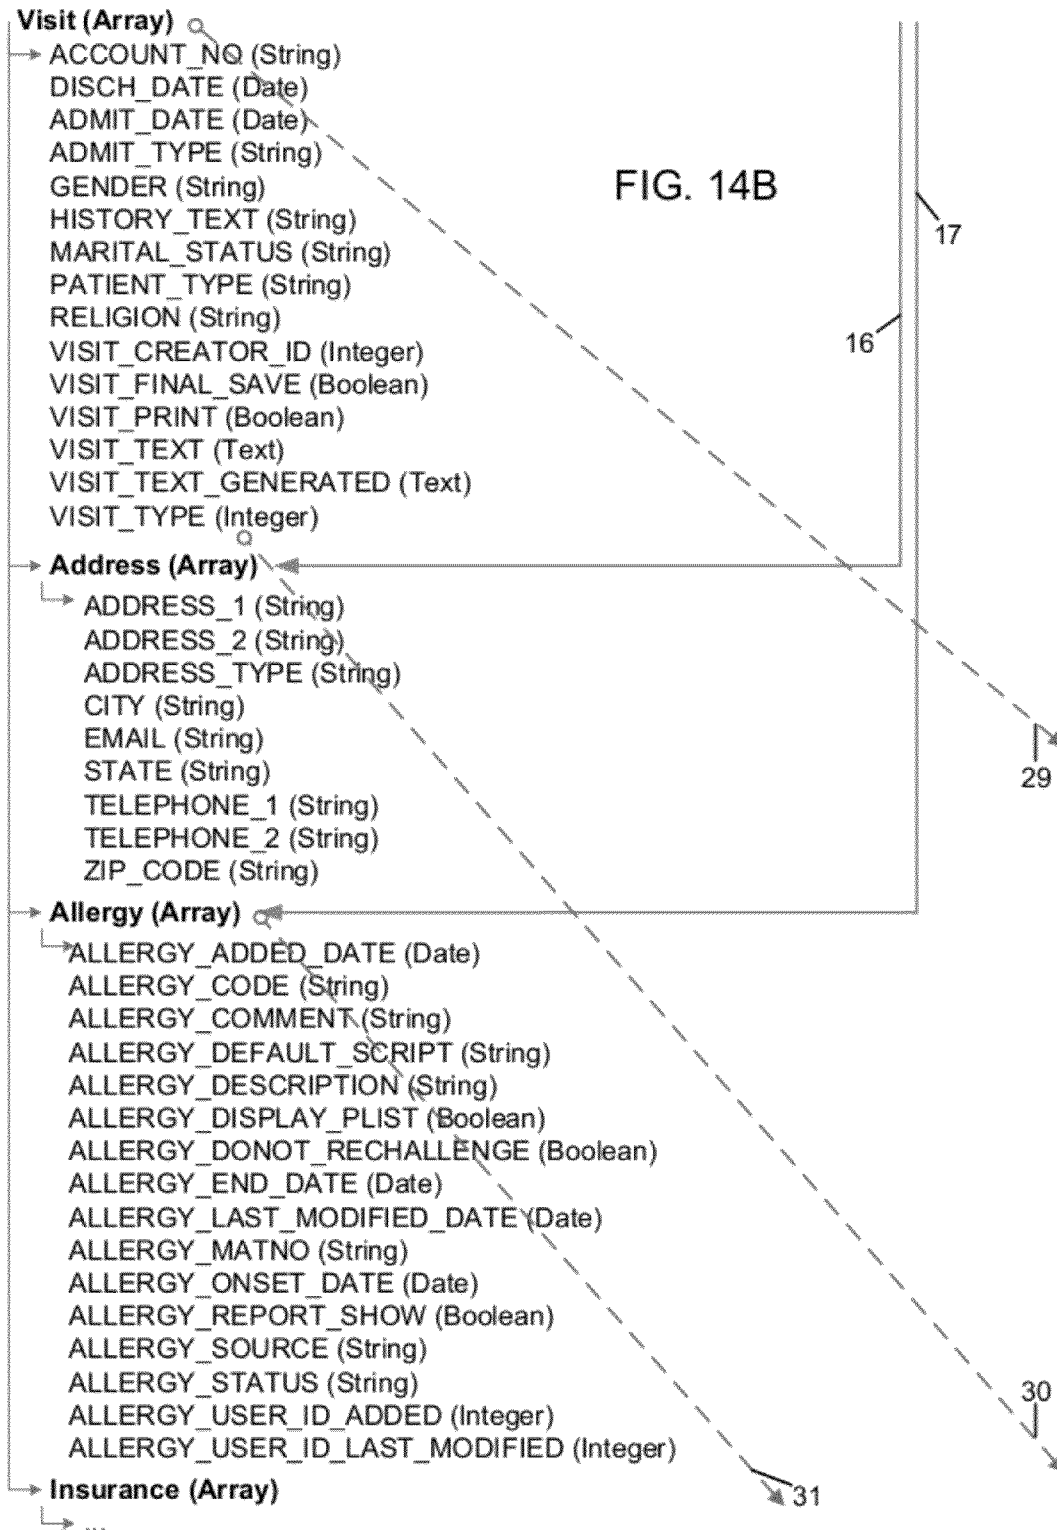 Visit (Array)
ACCOUNT_NO (String)
DISCH_DATE (Date)
ADMIT_DATE (Date)
ADMIT_TYPE (String)
GENDER (String)
HISTORY_TEXT (String)
MARITAL_STATUS (String)
PATIENT_TYPE (String)
RELIGION (String)
VISIT_CREATOR_ID (Integer)
VISIT_FINAL_SAVE (Boolean)
VISIT_PRINT (Boolean)
VISIT_TEXT (Text)
VISIT_TEXT_GENERATED (Text)
VISIT_TYPE (Integer)
FIG. 14B
17
16
Address (Array)
ADDRESS_1 (String)
ADDRESS_2 (String)
ADDRESS_TYPE (String)
CITY (String)
EMAIL (String)
STATE (String)
TELEPHONE_1 (String)
TELEPHONE_2 (String)
ZIP_CODE (String)
29
Allergy (Array)
ALLERGY_ADDED_DATE (Date)
ALLERGY_CODE (String)
ALLERGY_COMMENT (String)
ALLERGY_DEFAULT_SCRIPT (String)
ALLERGY_DESCRIPTION (String)
ALLERGY_DISPLAY_PLIST (Boolean)
ALLERGY_DONOT_RECHALLENGE (Boolean)
ALLERGY_END_DATE (Date)
ALLERGY_LAST_MODIFIED_DATE (Date)
ALLERGY_MATNO (String)
ALLERGY_ONSET_DATE (Date)
ALLERGY_REPORT_SHOW (Boolean)
ALLERGY_SOURCE (String)
ALLERGY_STATUS (String)
ALLERGY_USER_ID_ADDED (Integer)
ALLERGY_USER_ID_LAST_MODIFIED (Integer)
30
31
Insurance (Array)
...